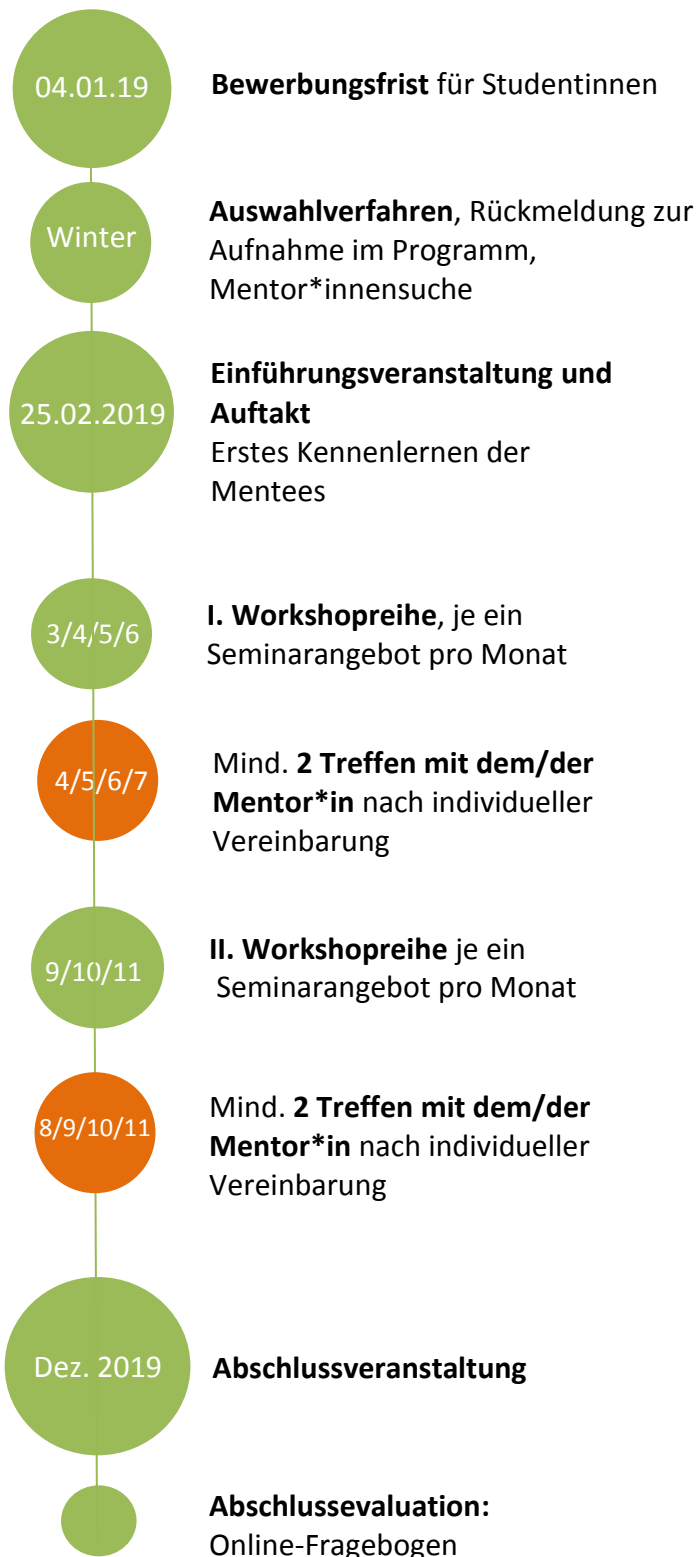 04.01.19
Bewerbungsfrist für Studentinnen
Winter
Auswahlverfahren, Rückmeldung zur
Aufnahme im Programm,
Mentor*innensuche
25.02.2019
Einführungsveranstaltung und
Auftakt
Erstes Kennenlernen der
Mentees
3/4/5/6
I. Workshopreihe, je ein
Seminarangebot pro Monat
4/5/6/7
Mind. 2 Treffen mit dem/der
Mentor*in nach individueller
Vereinbarung
9/10/11
II. Workshopreihe je ein
Seminarangebot pro Monat
8/9/10/11
Mind. 2 Treffen mit dem/der
Mentor*in nach individueller
Vereinbarung
Dez. 2019
Abschlussveranstaltung
Abschlussevaluation:
Online-Fragebogen